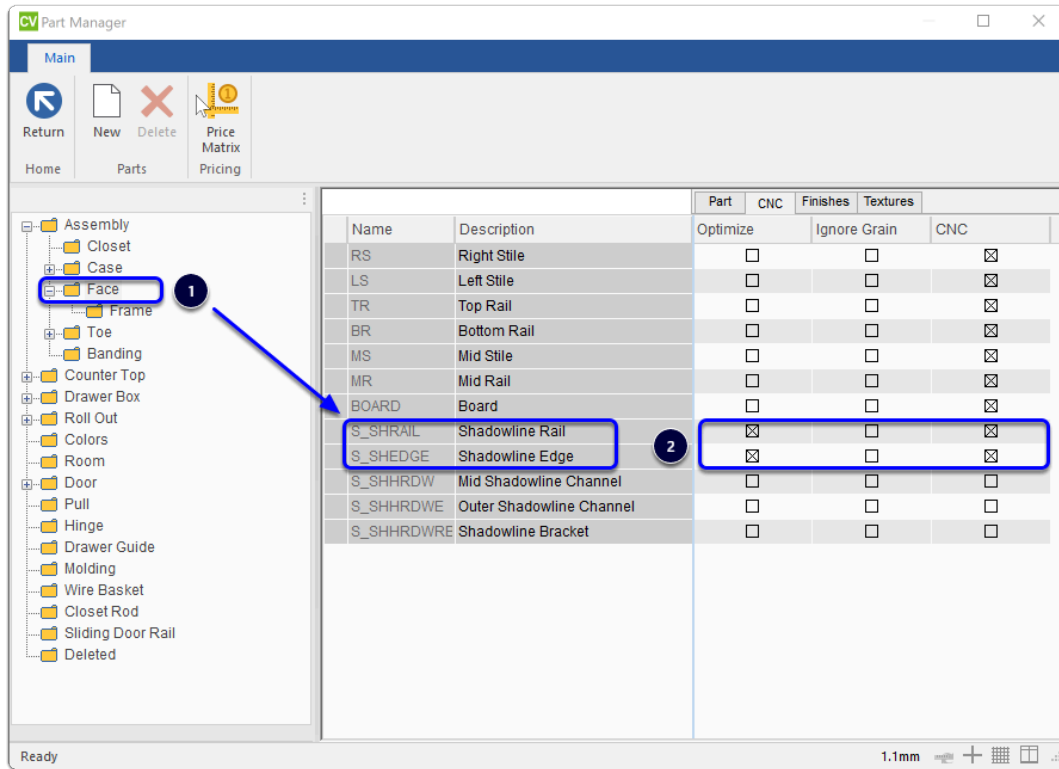 CV Part Manager
Main
Return
New
Delete
Price
Matrix
Home
Parts
Pricing
Assembly
Closet
Case
Face
Frame
Toe
Banding
Counter Top
Drawer Box
Roll Out
Colors
Room
Door
Pull
Hinge
Drawer Guide
Molding
Wire Basket
Closet Rod
Sliding Door Rail
Deleted
1
Part CNC Finishes Textures
Name Description Optimize Ignore Grain CNC
RS Right Stile
LS Left Stile
TR Top Rail
BR Bottom Rail
MS Mid Stile
MR Mid Rail
BOARD Board
S_SHRAIL Shadowline Rail
2
S_SHEDGE Shadowline Edge
S_SHHRDW Mid Shadowline Channel
S_SHHRDWE Outer Shadowline Channel
S_SHHRDWRE Shadowline Bracket
Ready
1.1mm